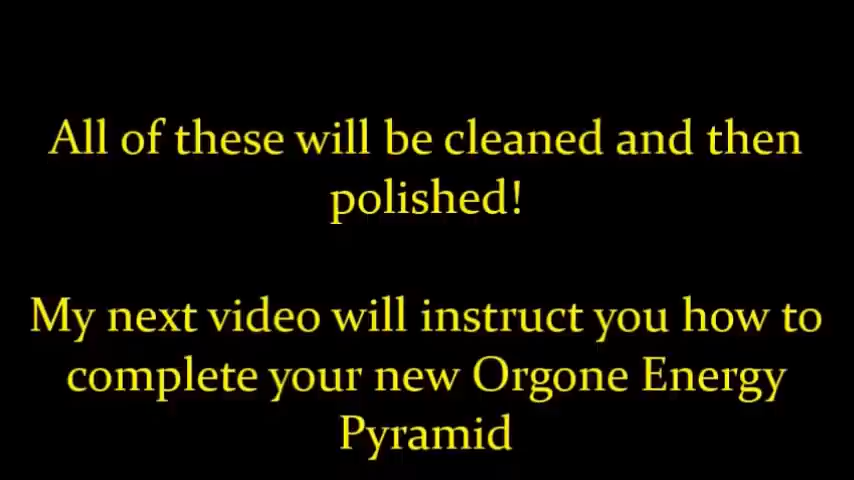 All of these will be cleaned and then
polished!
My next video will instruct you how to
complete your new Orgone Energy
Pyramid